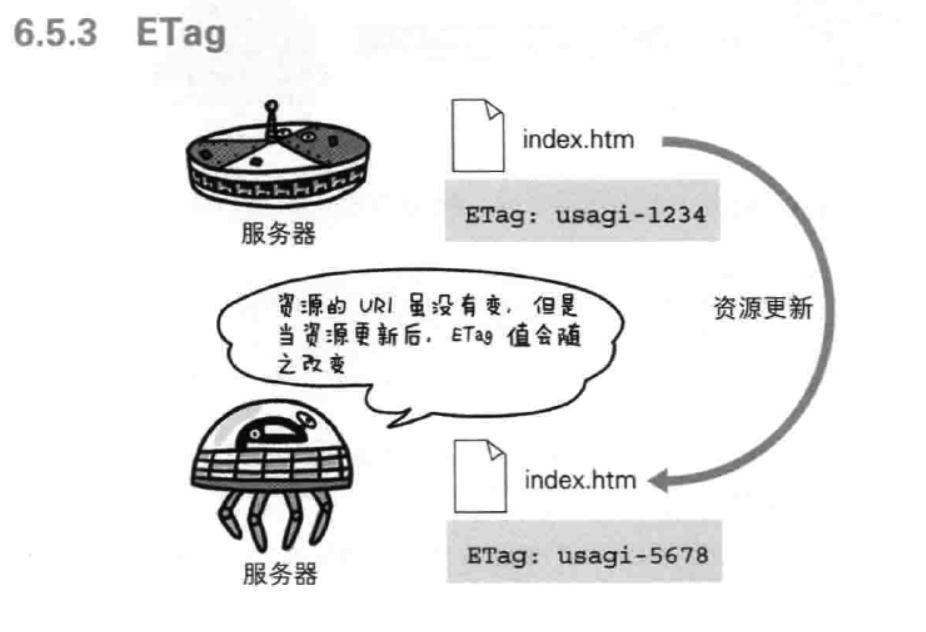 6.5.3 ETag
index.htm
ETag: usagi-1234
服务器
资源的 URI 虽没有变，但是
当资源更新后，ETag 值会随
之改变
资源更新
index.htm
ETag: usagi-5678
服务器